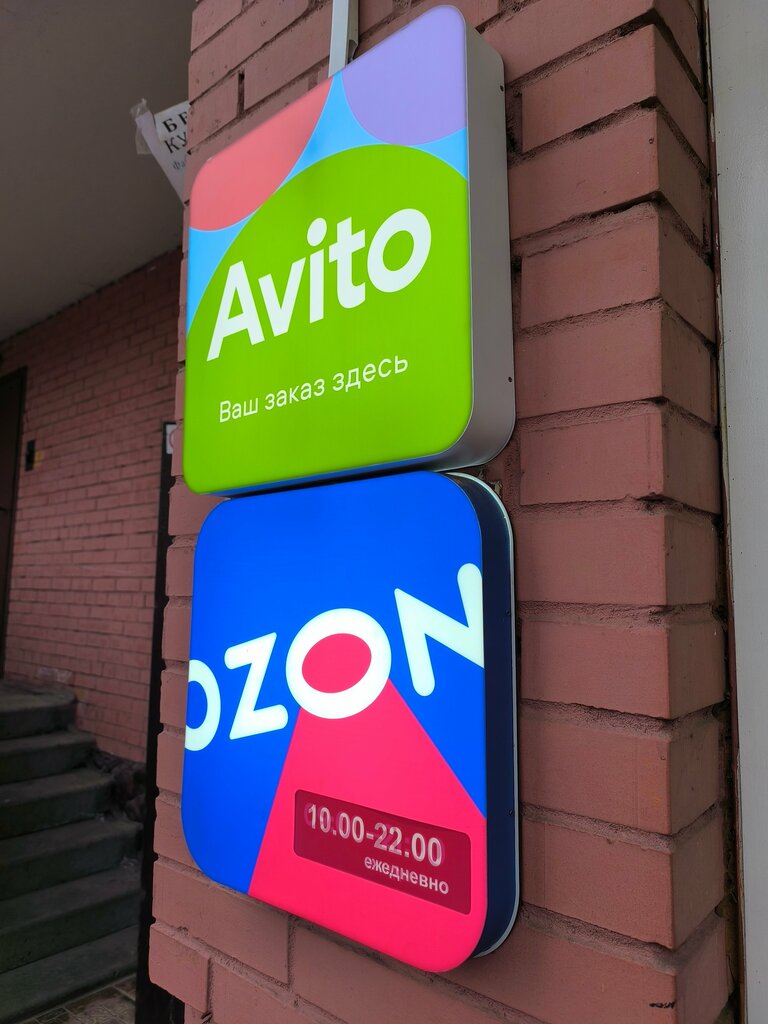 Avito
Ваш заказ здесь
OZON
10.00-22.00
ежедневно